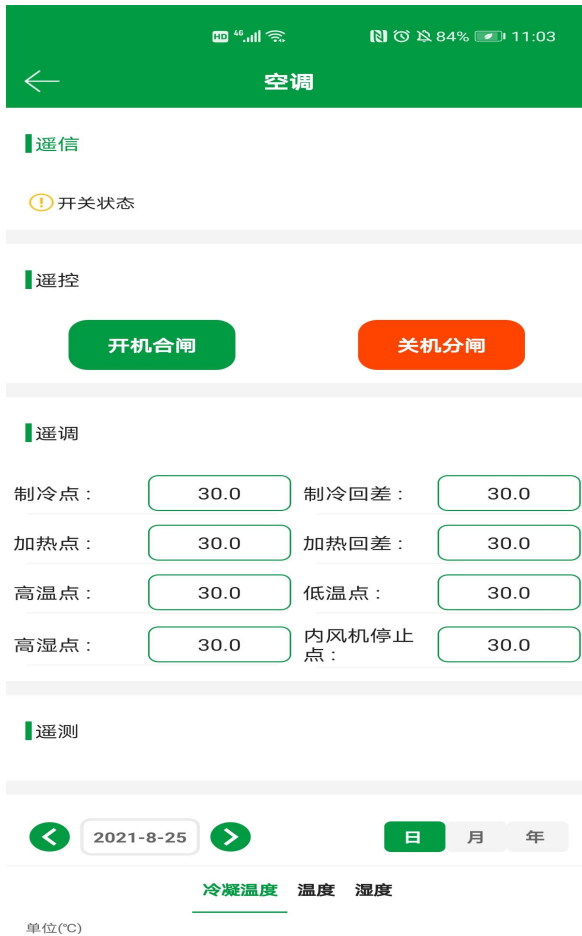 HD 4G 84% 11:03
空调
遥信
开关状态
遥控
开机合闸 关机分闸
遥调
制冷点： 30.0 制冷回差： 30.0
加热点： 30.0 加热回差： 30.0
高温点： 30.0 低温点： 30.0
高湿点： 30.0 内风机停止
点： 30.0
遥测
2021-8-25 日 月 年
冷凝温度 温度 湿度
单位(℃)